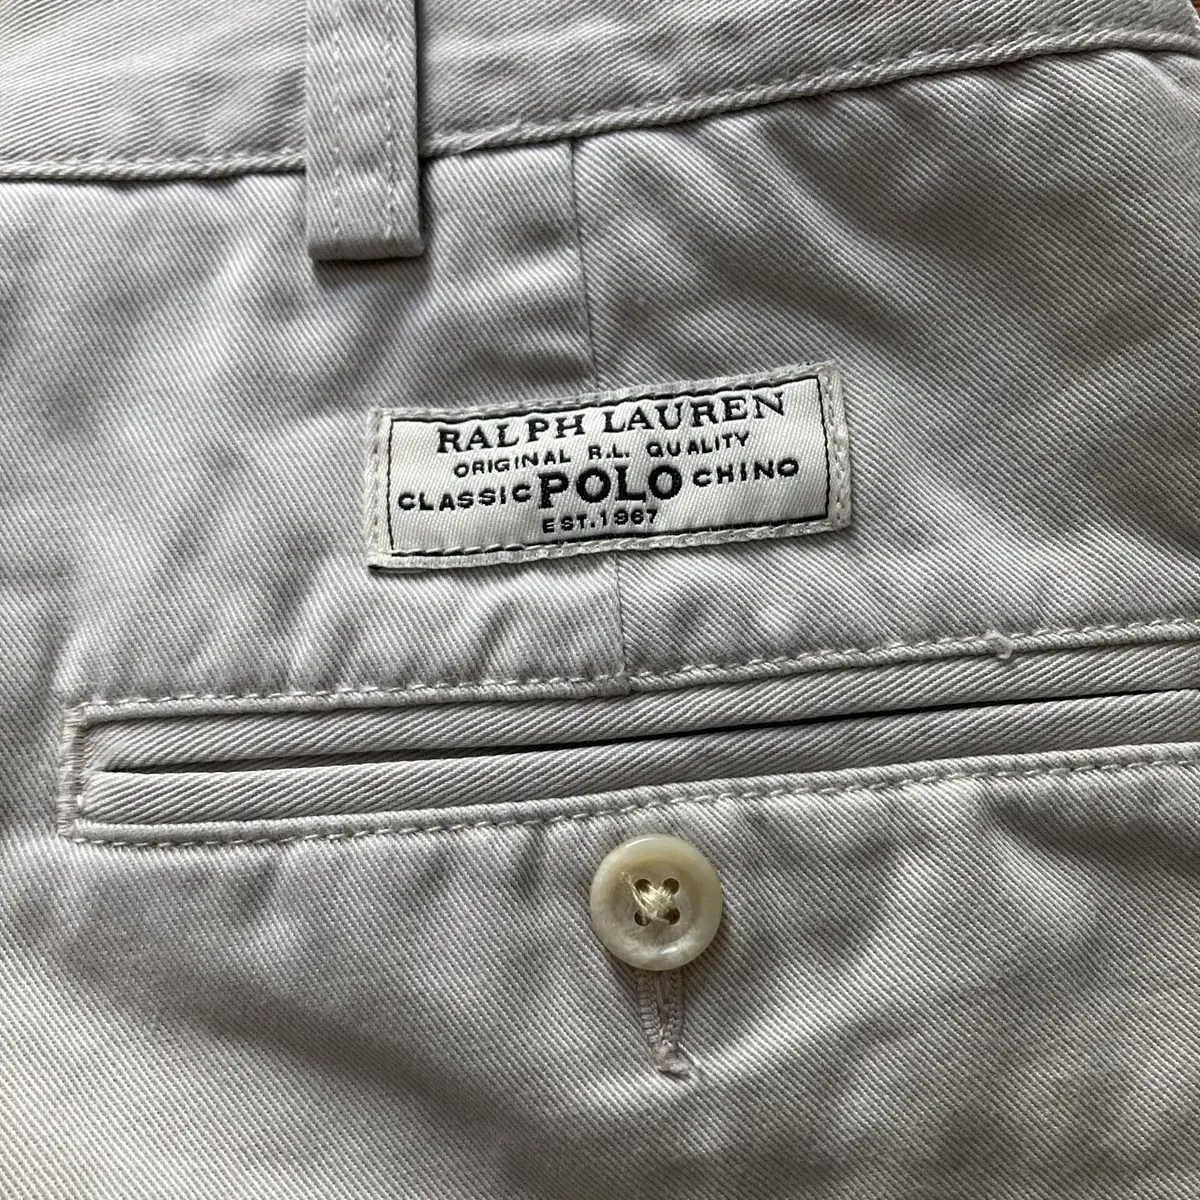 RALPH LAUREN
ORIGINAL R.L. QUALITY
CLASSIC POLO CHINO
EST.1967